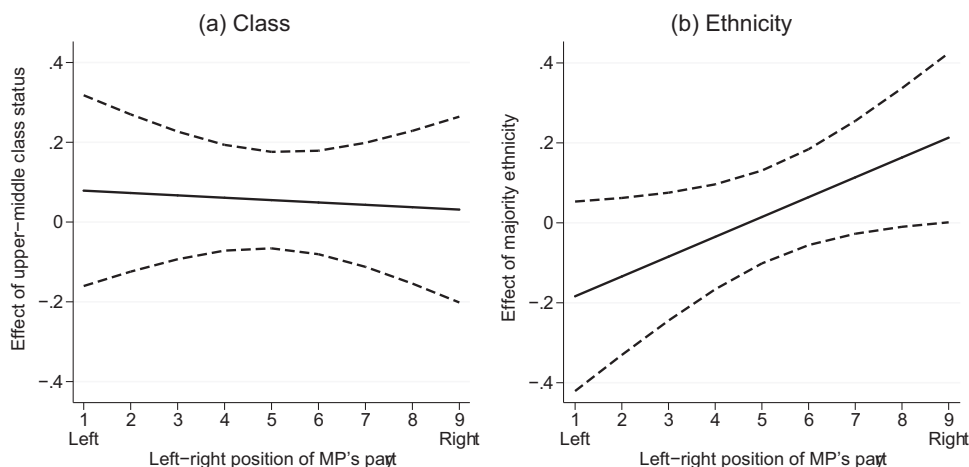 (a) Class
Effect of upper−middle class status
.4
.2
0
−.2
−.4
1 2 3 4 5 6 7 8 9
Left Right
Left−right position of MP's party
(b) Ethnicity
Effect of majority ethnicity
.4
.2
0
−.2
−.4
1 2 3 4 5 6 7 8 9
Left Right
Left−right position of MP's party